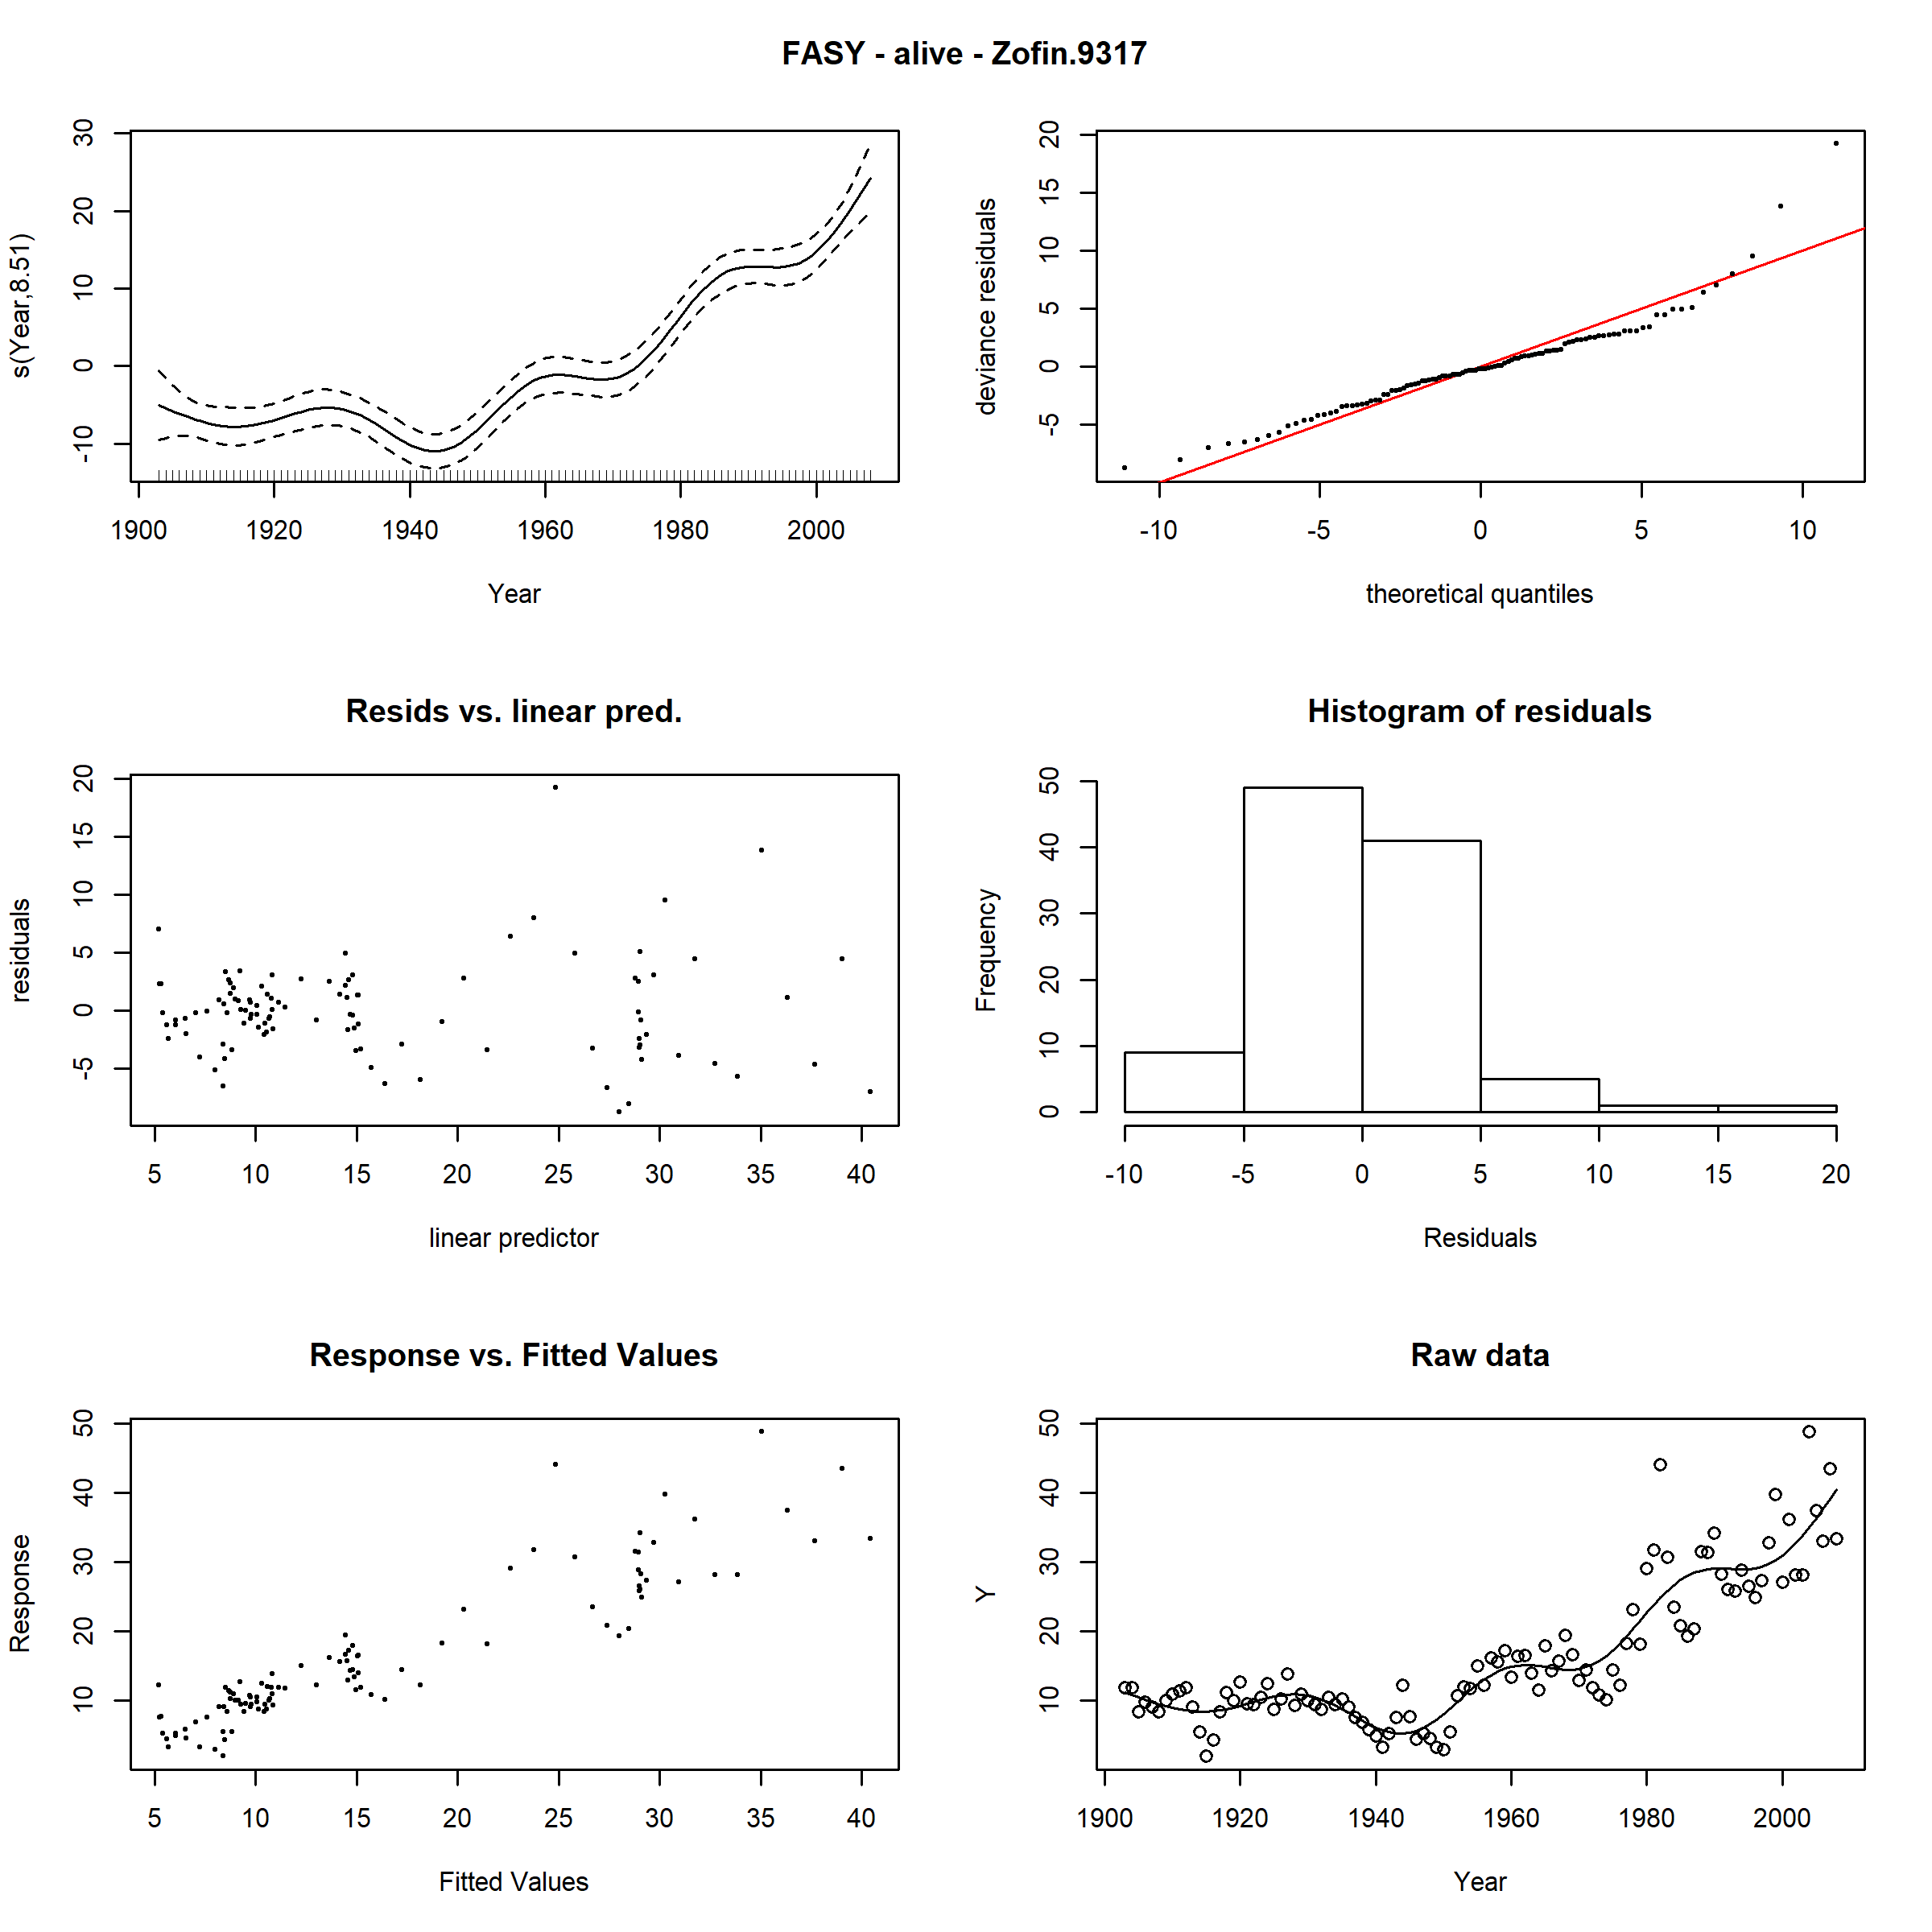 FASY - alive - Zofin.9317
s(Year,8.51)
-10 0 10 20 30
1900 1920 1940 1960 1980 2000
Year
deviance residuals
-5 0 5 10 15 20
-10 -5 0 5 10
theoretical quantiles
Resids vs. linear pred.
residuals
-5 0 5 10 15 20
5 10 15 20 25 30 35 40
linear predictor
Histogram of residuals
Frequency
0 10 20 30 40 50
-10 -5 0 5 10 15 20
Residuals
Response vs. Fitted Values
Response
10 20 30 40 50
5 10 15 20 25 30 35 40
Fitted Values
Raw data
Y
10 20 30 40 50
1900 1920 1940 1960 1980 2000
Year